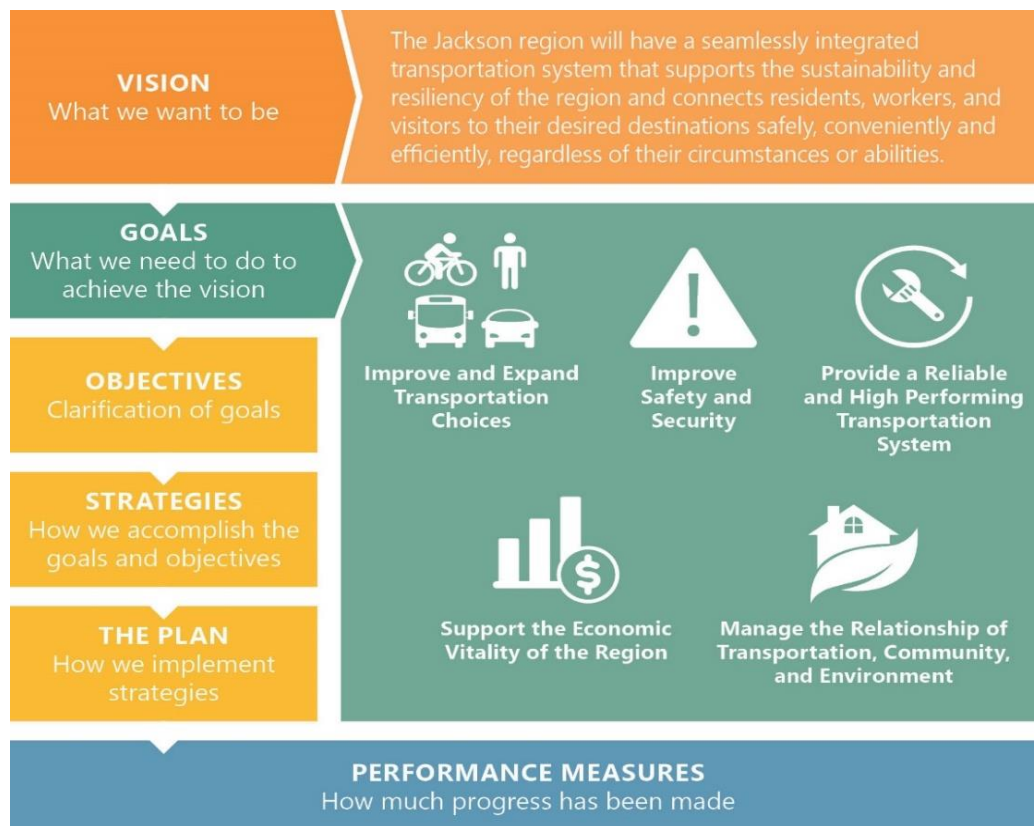 VISION
What we want to be
The Jackson region will have a seamlessly integrated
transportation system that supports the sustainability and
resiliency of the region and connects residents, workers, and
visitors to their desired destinations safely, conveniently and
efficiently, regardless of their circumstances or abilities.
GOALS
What we need to do to
achieve the vision
Improve and Expand
Transportation
Choices
Improve
Safety and
Security
Provide a Reliable
and High Performing
Transportation
System
$
Support the Economic
Vitality of the Region
Manage the Relationship of
Transportation, Community,
and Environment
OBJECTIVES
Clarification of goals
STRATEGIES
How we accomplish the
goals and objectives
THE PLAN
How we implement
strategies
PERFORMANCE MEASURES
How much progress has been made